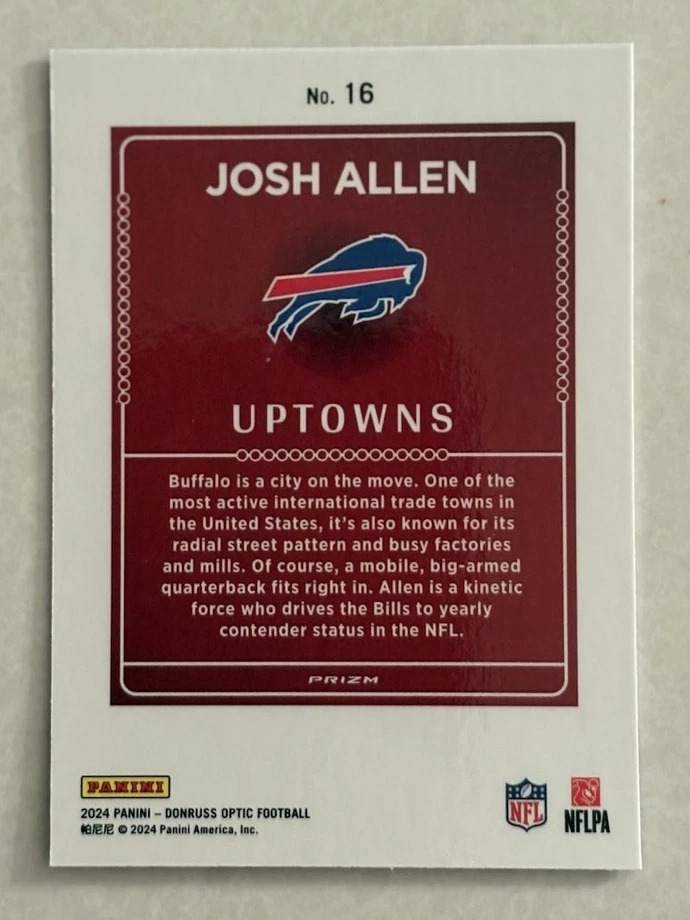 No. 16
JOSH ALLEN
UPTOWNS
Buffalo is a city on the move. One of the
most active international trade towns in
the United States, it's also known for its
radial street pattern and busy factories
and mills. Of course, a mobile, big-armed
quarterback fits right in. Allen is a kinetic
force who drives the Bills to yearly
contender status in the NFL.
PRIZM
PANINI
2024 PANINI – DONRUSS OPTIC FOOTBALL
帕尼尼 © 2024 Panini America, Inc.
NFL
NFLPA